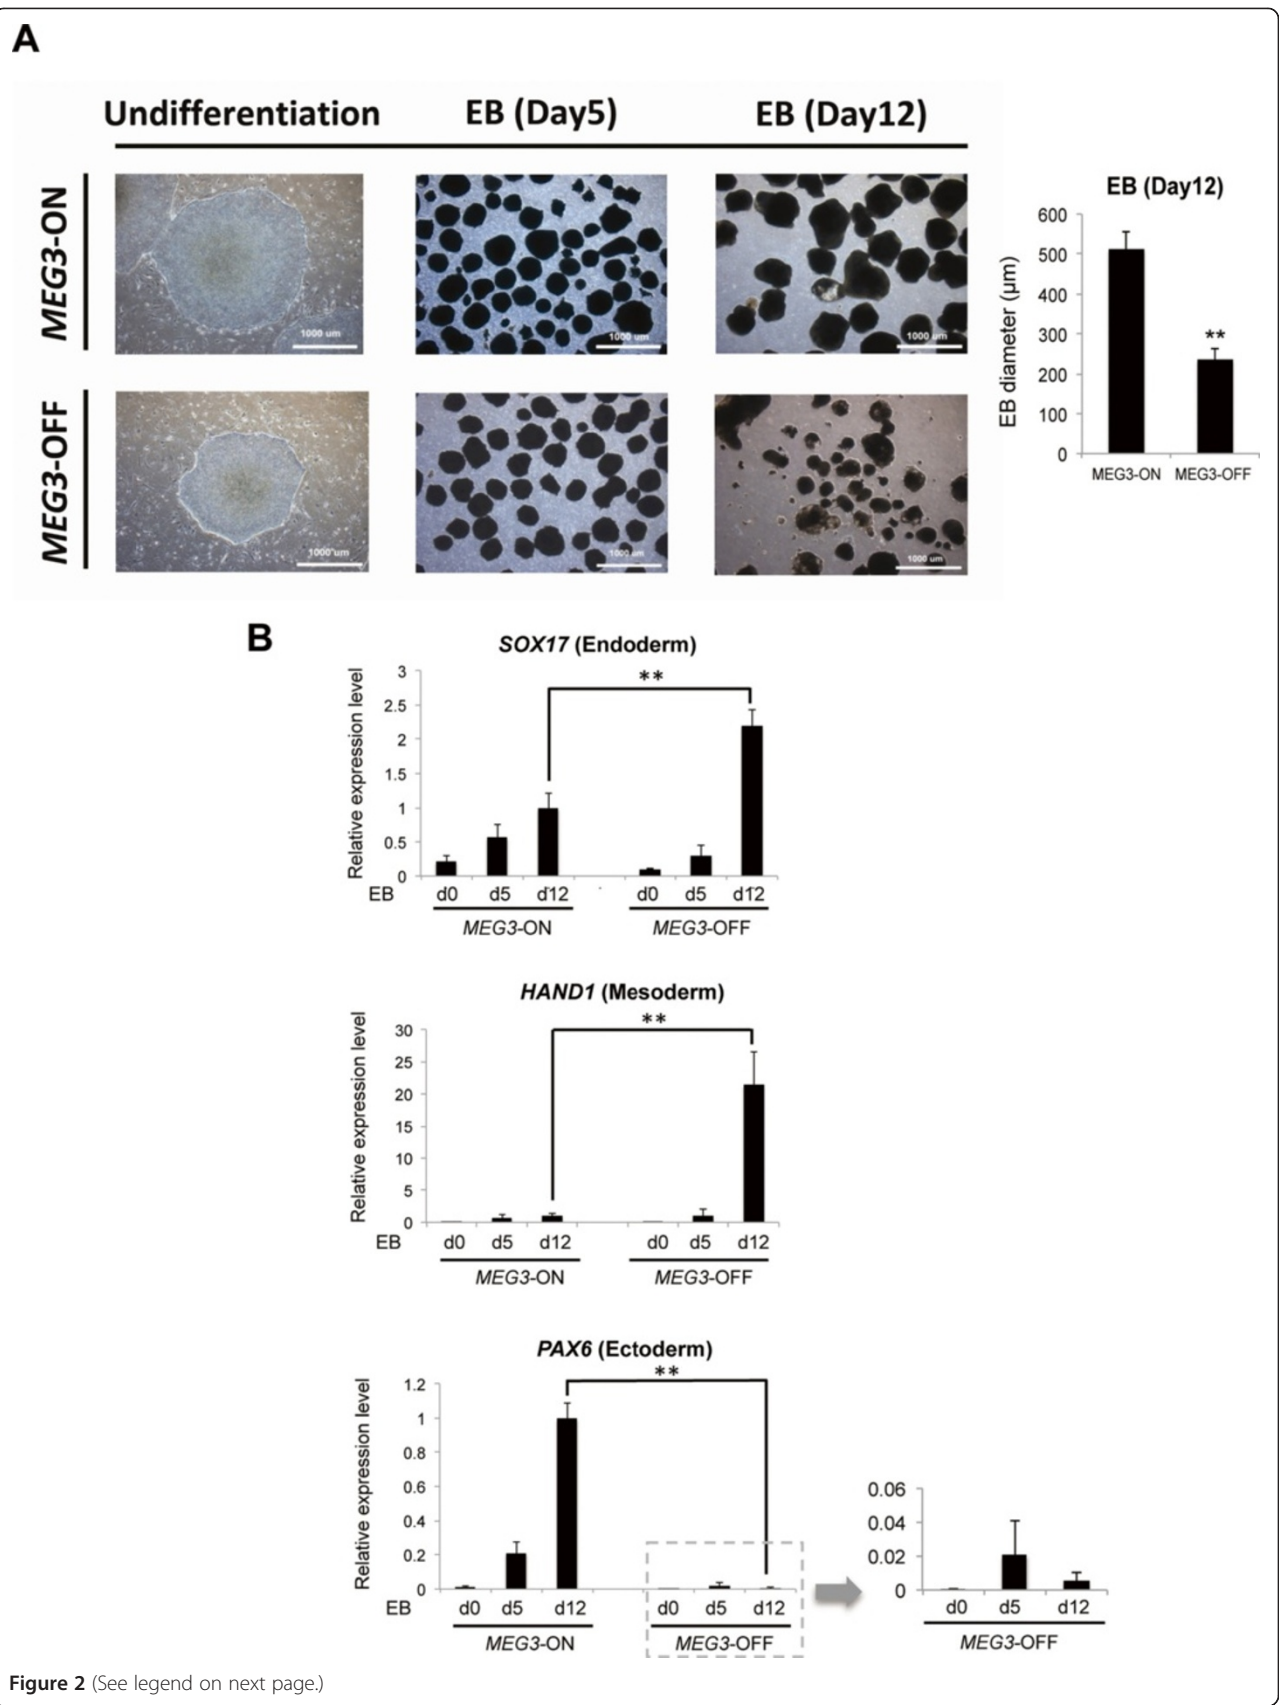 A
Undifferentiation EB (Day5) EB (Day12)
MEG3-ON
1000 um
1000 um
1000 um
MEG3-OFF
1000 um
1000 um
1000 um
EB (Day12)
EB diameter (µm)
600
500
400
300
200
100
0
**
MEG3-ON MEG3-OFF
B
SOX17 (Endoderm)
**
Relative expression level
3
2.5
2
1.5
1
0.5
0
EB d0 d5 d12 d0 d5 d12
MEG3-ON MEG3-OFF
HAND1 (Mesoderm)
**
Relative expression level
30
25
20
15
10
5
0
EB d0 d5 d12 d0 d5 d12
MEG3-ON MEG3-OFF
PAX6 (Ectoderm)
**
Relative expression level
1.2
1
0.8
0.6
0.4
0.2
0
EB d0 d5 d12 d0 d5 d12
MEG3-ON MEG3-OFF
0.06
0.04
0.02
0
d0 d5 d12
MEG3-OFF
Figure 2 (See legend on next page.)